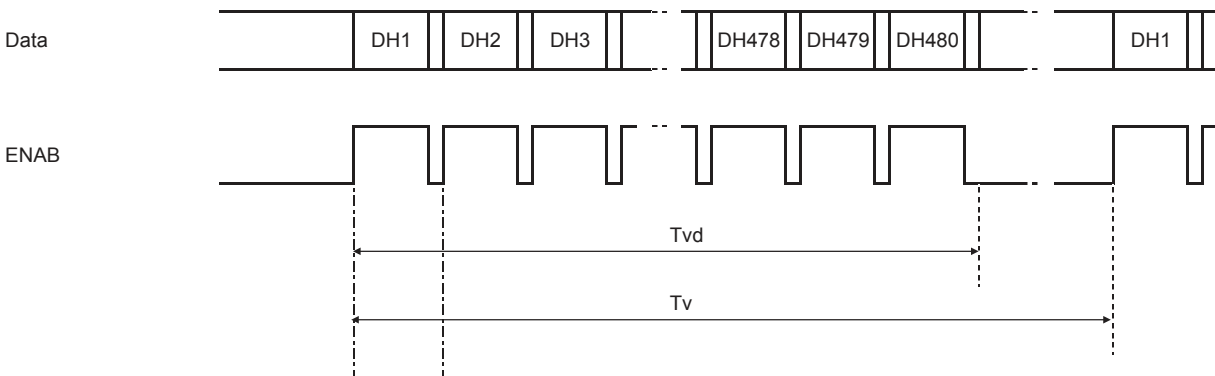 Data DH1 DH2 DH3 DH478 DH479 DH480 DH1
ENAB
Tvd
Tv